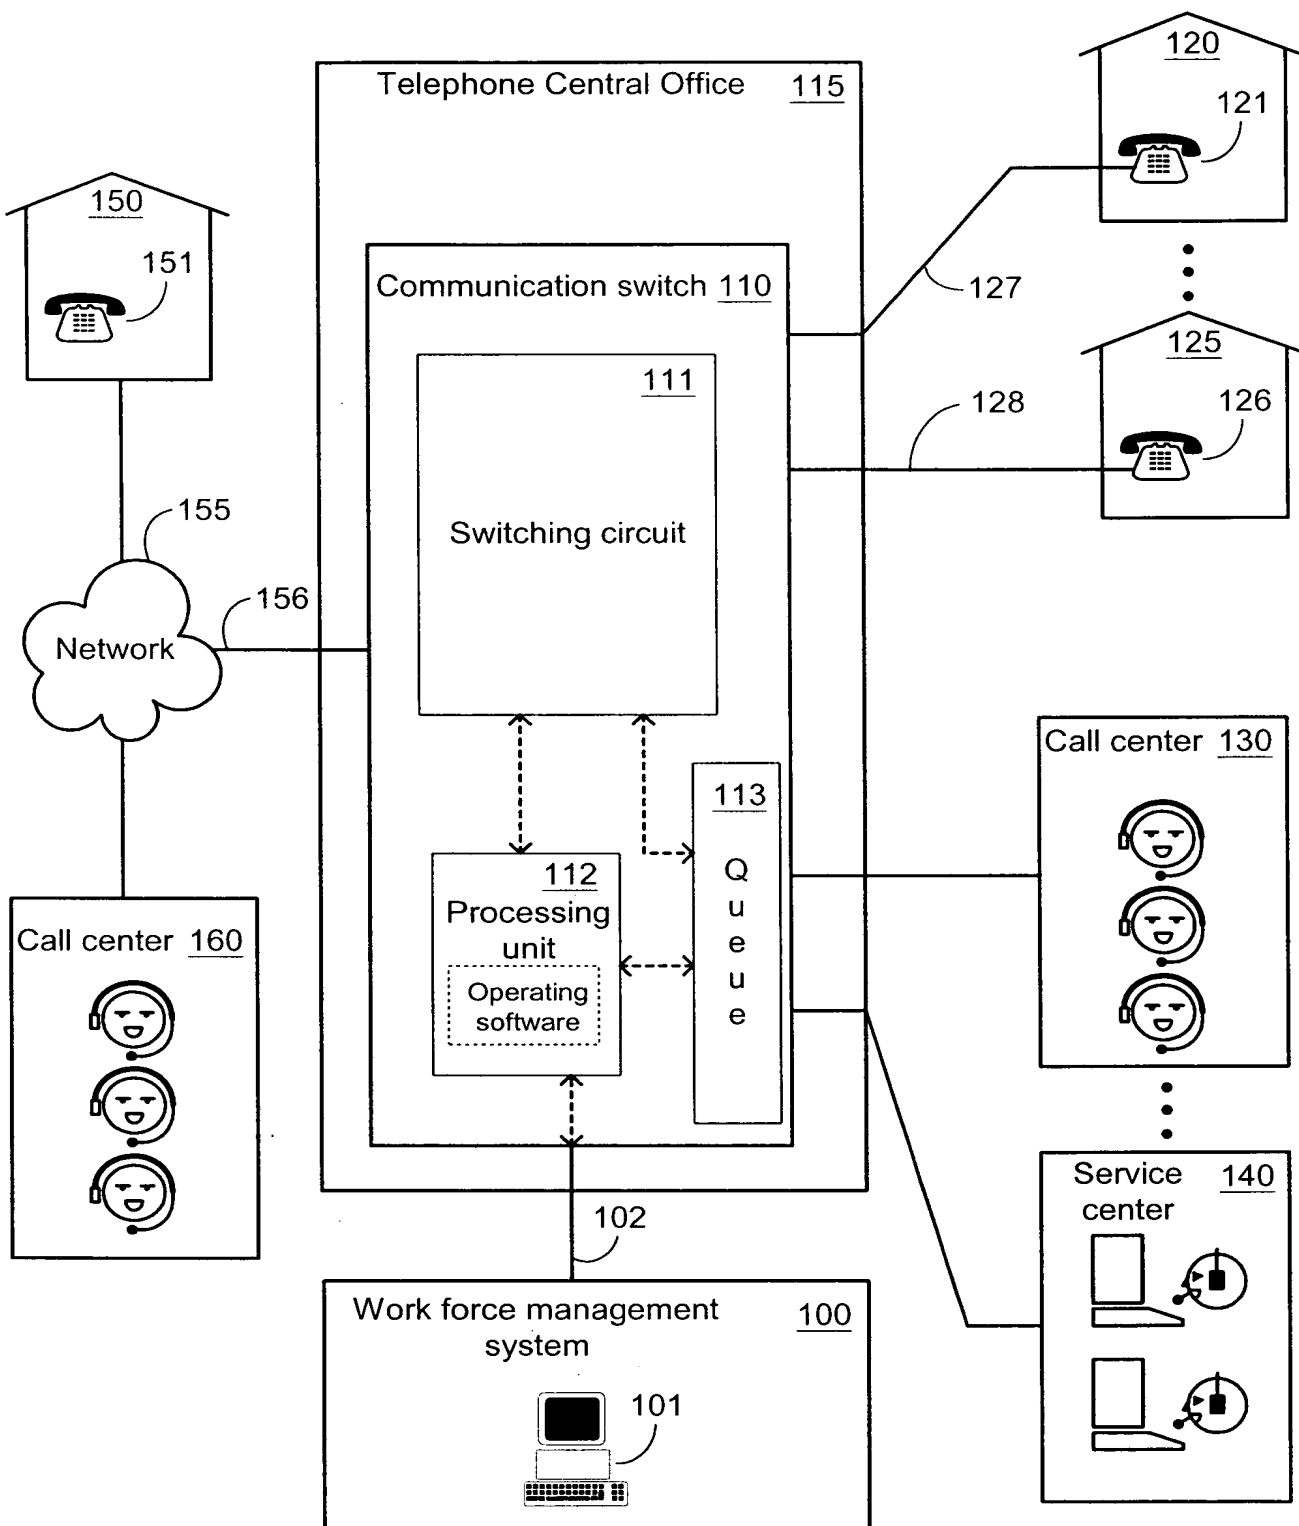 120
Telephone Central Office 115
121
150
151
Communication switch 110
127
125
111
128
126
155
Switching circuit
156
Network
Call center 130
113
Queue
112
Processing
unit
Call center 160
Operating
software
Service
center
140
102
Work force management
system
100
101